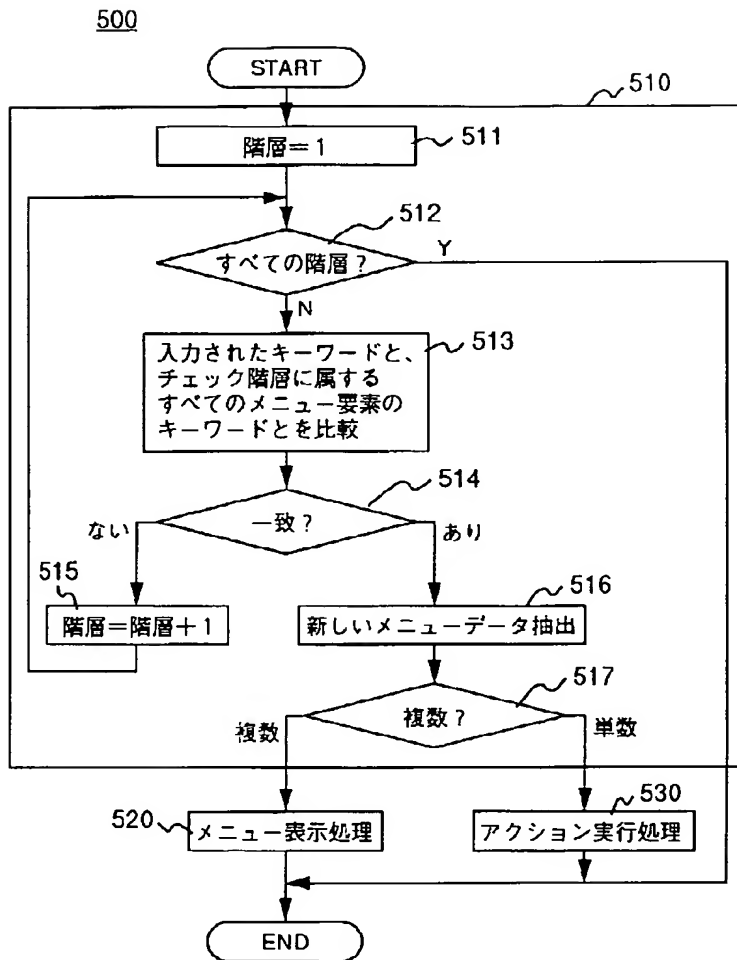 500
START
510
階層＝1
511
512
すべての階層？
Y
N
入力されたキーワードと、
チェック階層に属する
すべてのメニュー要素の
キーワードとを比較
513
514
一致？
ない
あり
515
階層＝階層＋1
516
新しいメニューデータ抽出
517
複数？
複数
単数
520
メニュー表示処理
530
アクション実行処理
END